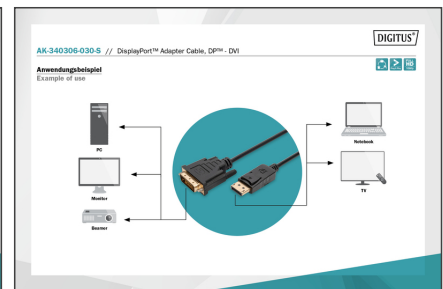 DIGITUS®
AK-340306-030-S // DisplayPort™ Adapter Cable, DP™ - DVI
Anwendungsbeispiel
Example of use
PC
Notebook
Monitor
TV
Beamer